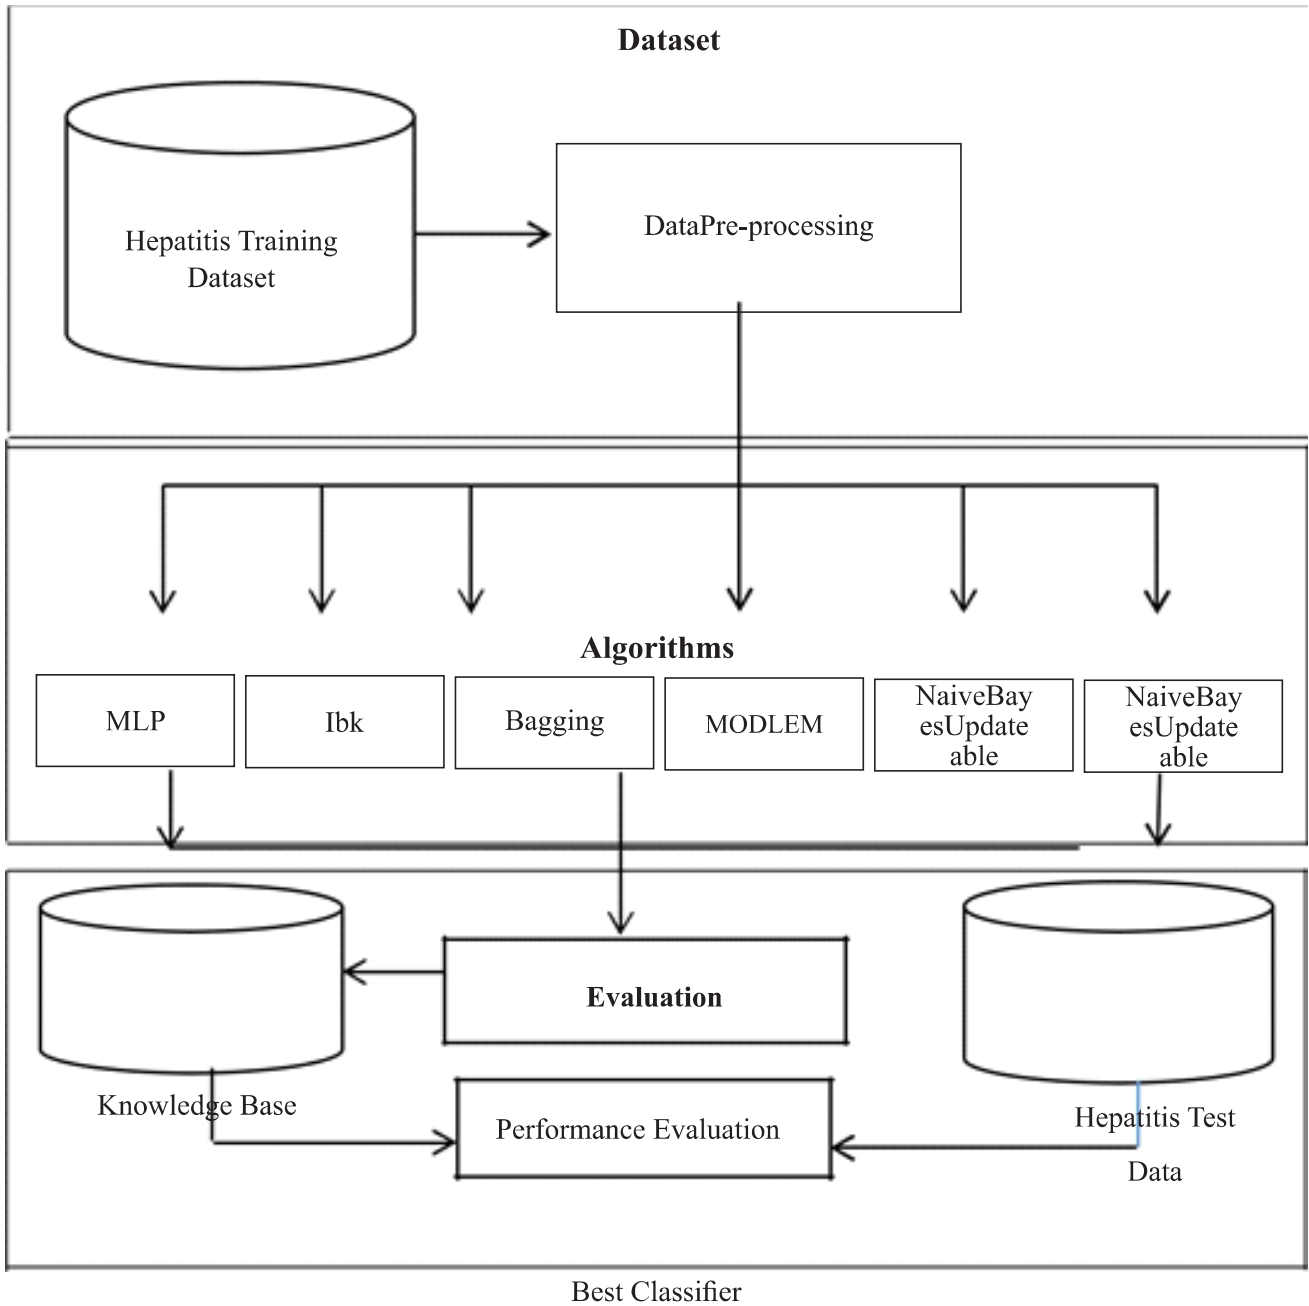 Dataset
Hepatitis Training
Dataset
DataPre-processing
Algorithms
MLP
Ibk
Bagging
MODLEM
NaiveBay
esUpdate
able
NaiveBay
esUpdate
able
Evaluation
Knowledge Base
Performance Evaluation
Hepatitis Test
Data
Best Classifier